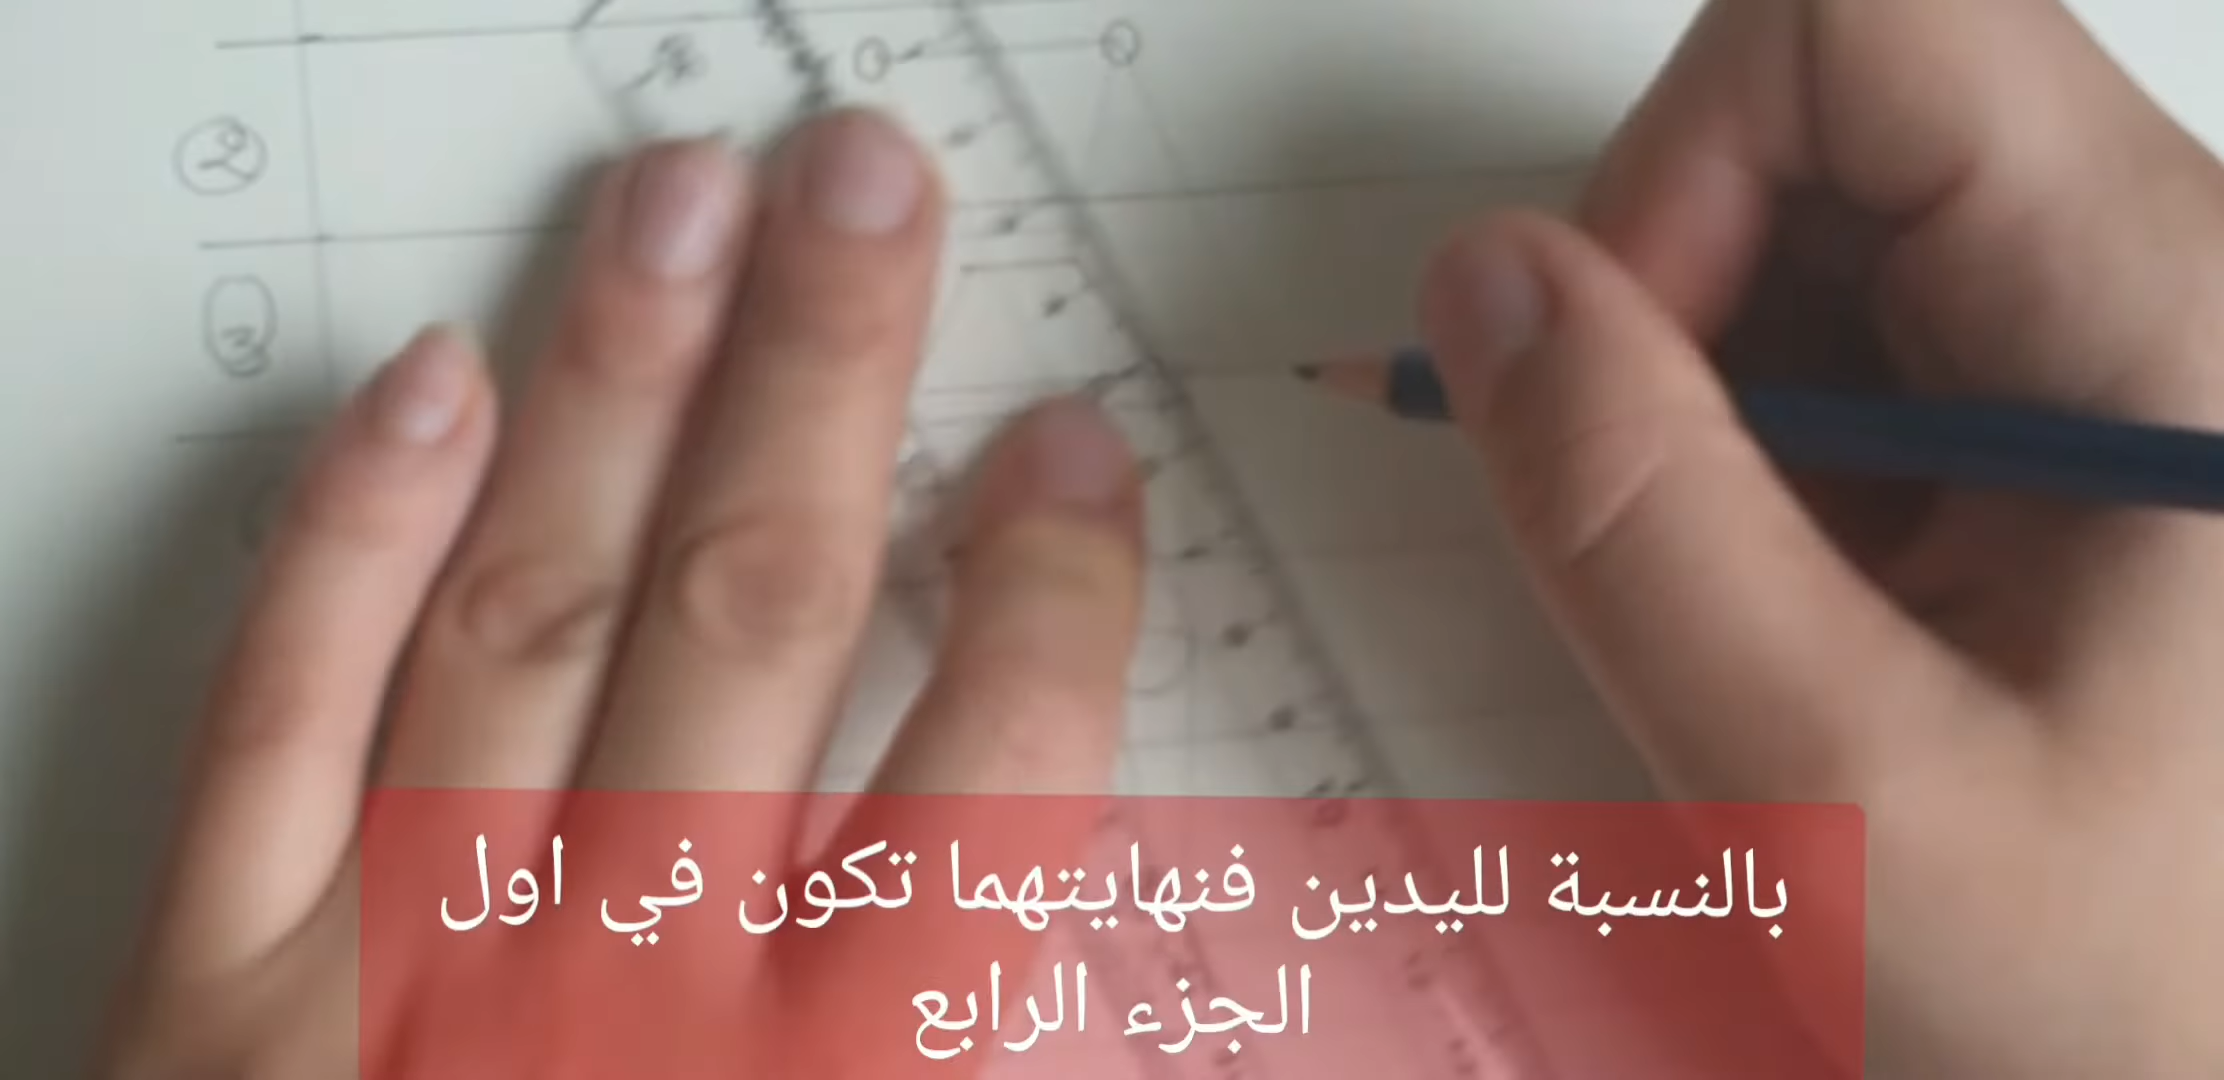 بالنسبة لليدين فنهايتهما تكون في اول
الجزء الرابع